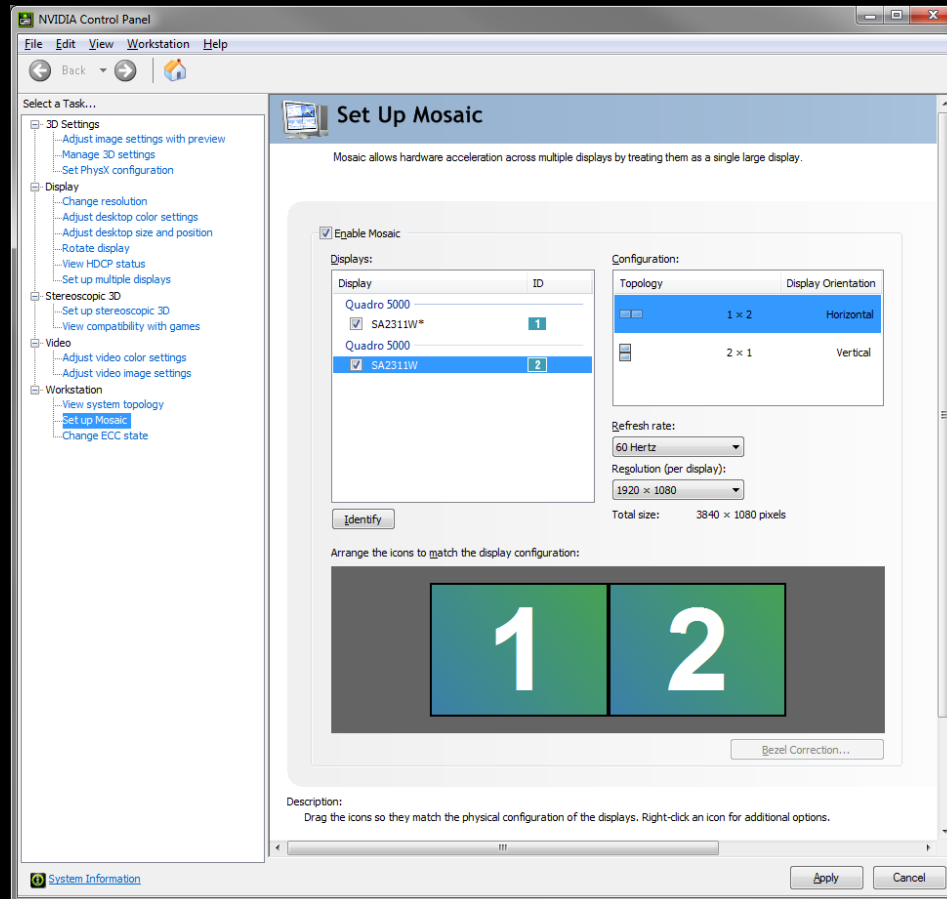 NVIDIA Control Panel
File Edit View Workstation Help
Back
Select a Task...
3D Settings
Adjust image settings with preview
Manage 3D settings
Set PhysX configuration
Display
Change resolution
Adjust desktop color settings
Adjust desktop size and position
Rotate display
View HDCP status
Set up multiple displays
Stereoscopic 3D
Set up stereoscopic 3D
View compatibility with games
Video
Adjust video color settings
Adjust video image settings
Workstation
View system topology
Set up Mosaic
Change ECC state
System Information
Set Up Mosaic
Mosaic allows hardware acceleration across multiple displays by treating them as a single large display.
Enable Mosaic
Displays:
Display ID
Quadro 5000
SA2311W* 1
Quadro 5000
SA2311W 2
Identify
Configuration:
Topology Display Orientation
1 × 2 Horizontal
2 × 1 Vertical
Refresh rate:
60 Hertz
Resolution (per display):
1920 × 1080
Total size: 3840 × 1080 pixels
Arrange the icons to match the display configuration:
1 2
Bezel Correction...
Description:
Drag the icons so they match the physical configuration of the displays. Right-click an icon for additional options.
Apply Cancel